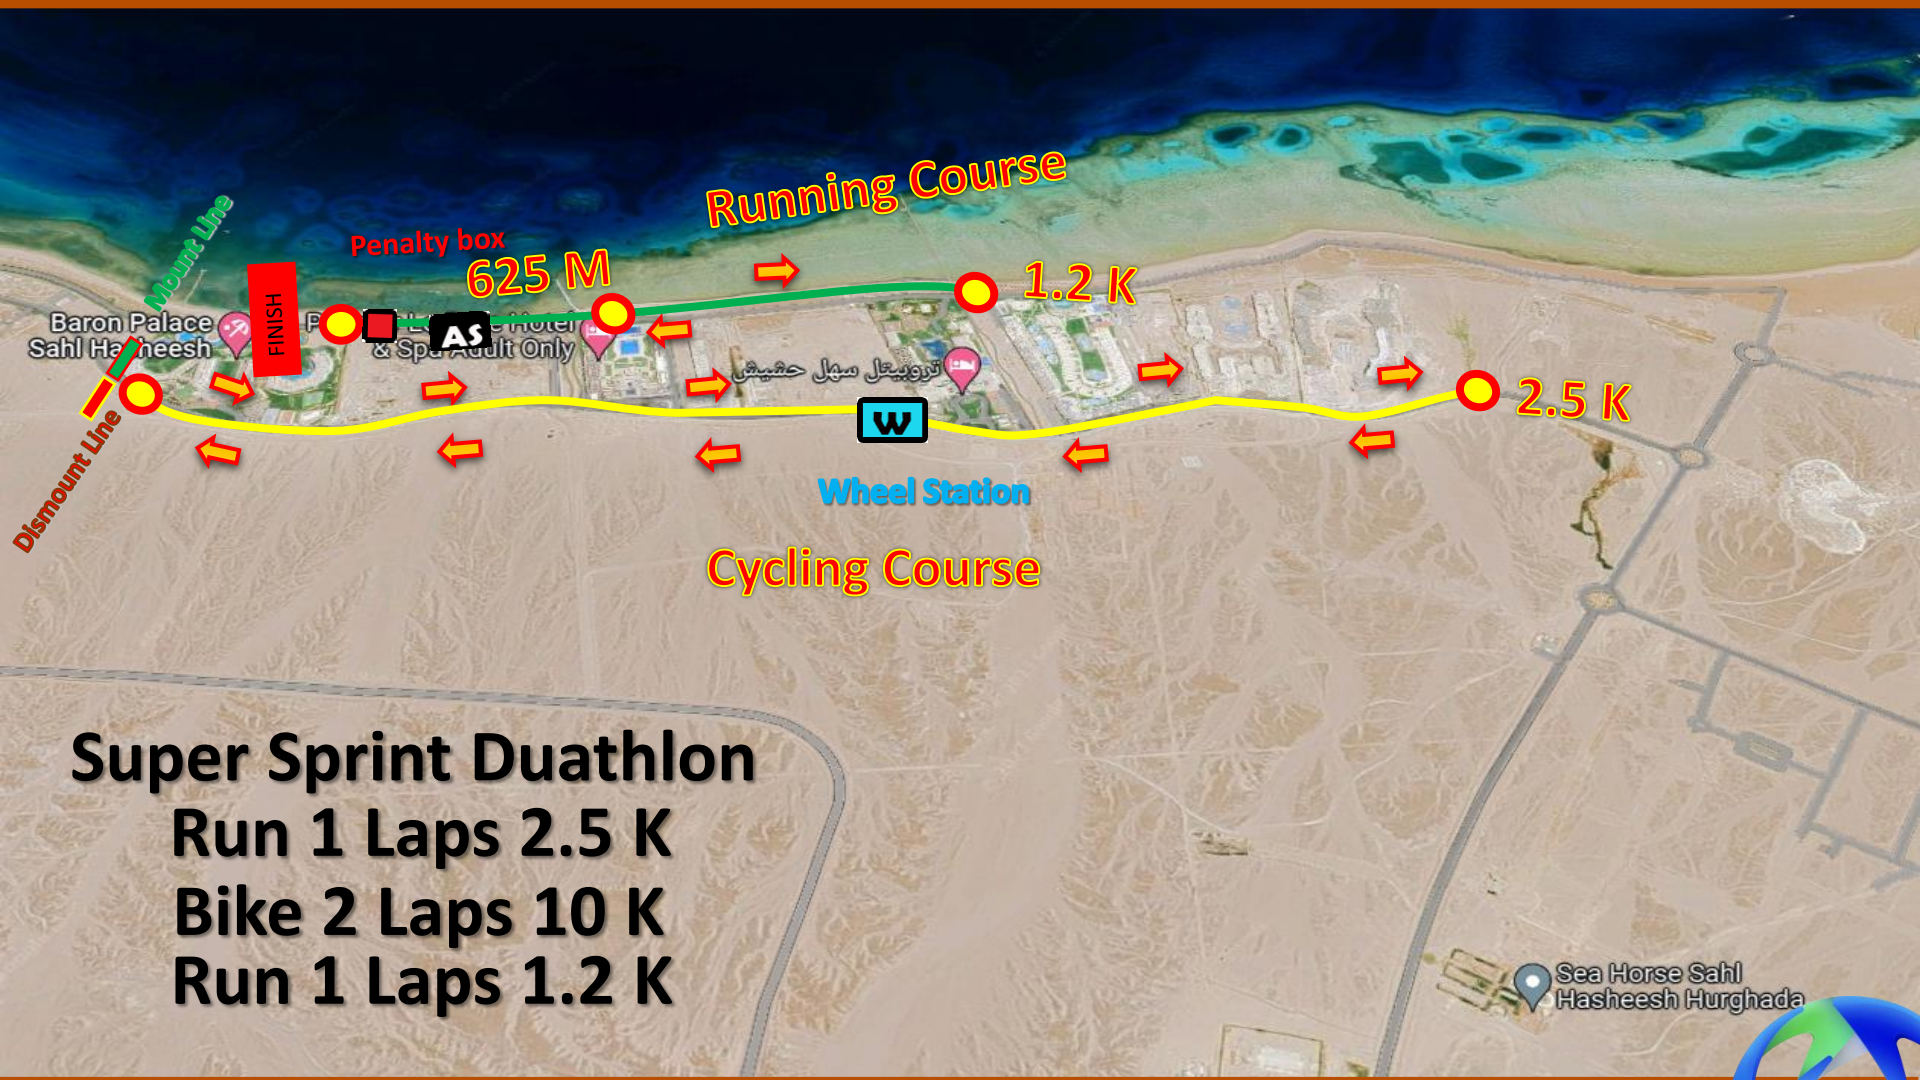 Running Course
Mount Line
Penalty box
625 M
1.2 K
FINISH
Baron Palace
Sahl Hasheesh
AS
Hotel
& Spa Adult Only
تروبيتل سهل حشيش
2.5 K
W
Dismount Line
Wheel Station
Cycling Course
Super Sprint Duathlon
Run 1 Laps 2.5 K
Bike 2 Laps 10 K
Run 1 Laps 1.2 K
Sea Horse Sahl
Hasheesh Hurghada